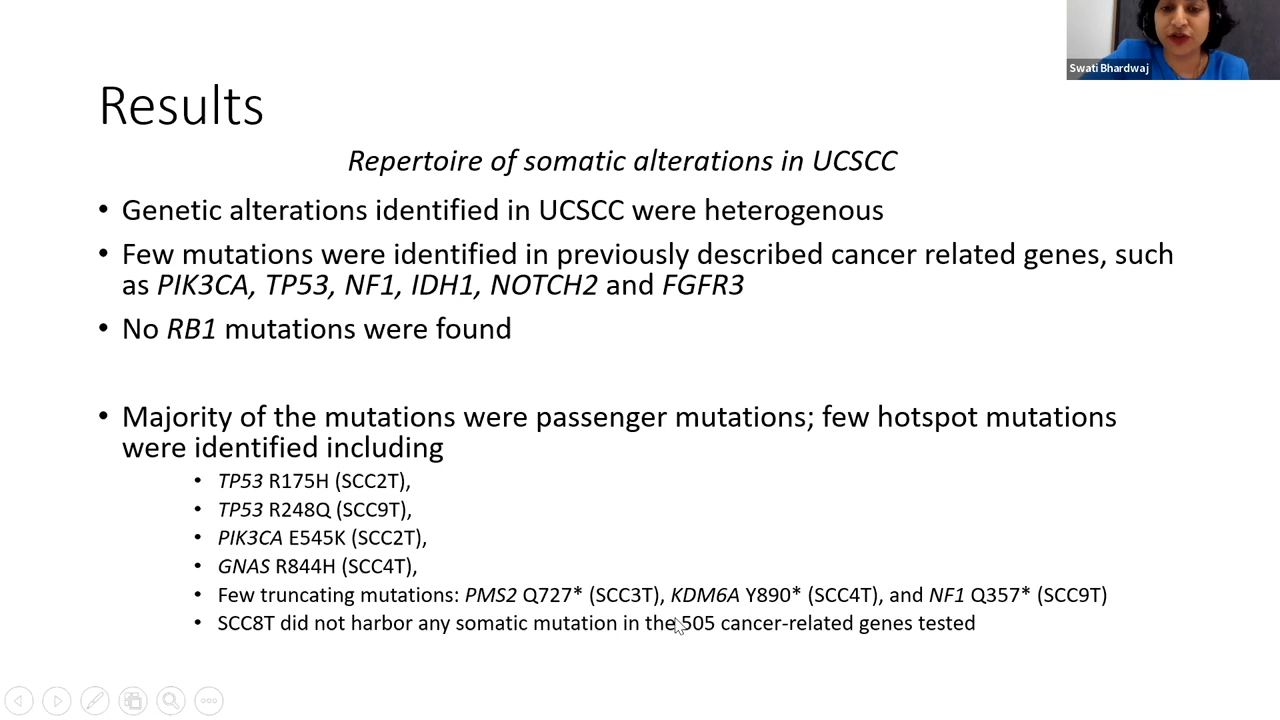 Swati Bhardwaj
Results
Repertoire of somatic alterations in UCSCC
• Genetic alterations identified in UCSCC were heterogenous
• Few mutations were identified in previously described cancer related genes, such
as PIK3CA, TP53, NF1, IDH1, NOTCH2 and FGFR3
• No RB1 mutations were found
• Majority of the mutations were passenger mutations; few hotspot mutations
were identified including
• TP53 R175H (SCC2T),
• TP53 R248Q (SCC9T),
• PIK3CA E545K (SCC2T),
• GNAS R844H (SCC4T),
• Few truncating mutations: PMS2 Q727* (SCC3T), KDM6A Y890* (SCC4T), and NF1 Q357* (SCC9T)
• SCC8T did not harbor any somatic mutation in the 505 cancer-related genes tested